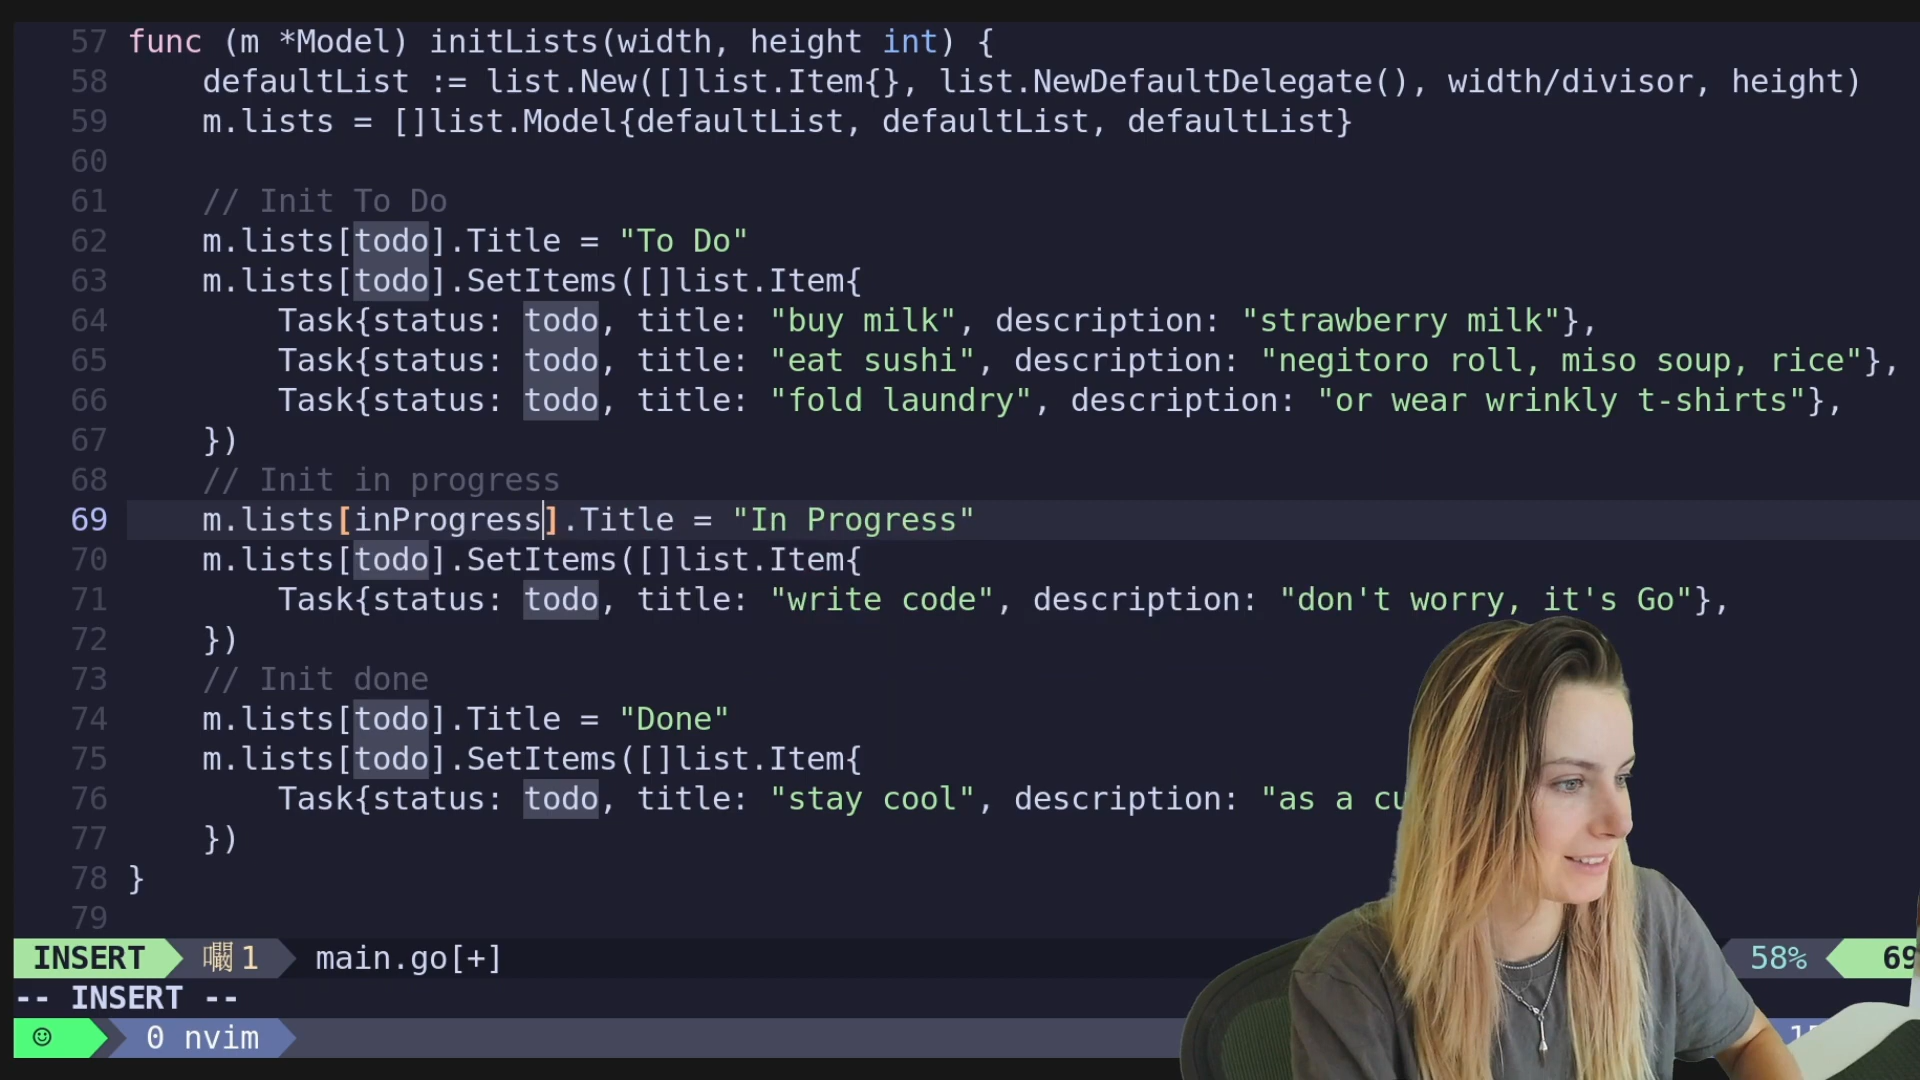 57 func (m *Model) initLists(width, height int) {
58 defaultList := list.New([]list.Item{}, list.NewDefaultDelegate(), width/divisor, height)
59 m.lists = []list.Model{defaultList, defaultList, defaultList}
60
61 // Init To Do
62 m.lists[todo].Title = "To Do"
63 m.lists[todo].SetItems([]list.Item{
64 Task{status: todo, title: "buy milk", description: "strawberry milk"},
65 Task{status: todo, title: "eat sushi", description: "negitoro roll, miso soup, rice"},
66 Task{status: todo, title: "fold laundry", description: "or wear wrinkly t-shirts"},
67 })
68 // Init in progress
69 m.lists[inProgress].Title = "In Progress"
70 m.lists[todo].SetItems([]list.Item{
71 Task{status: todo, title: "write code", description: "don't worry, it's Go"},
72 })
73 // Init done
74 m.lists[todo].Title = "Done"
75 m.lists[todo].SetItems([]list.Item{
76 Task{status: todo, title: "stay cool", description: "as a
77 })
78 }
79
INSERT 1 main.go[+] 58% 69
-- INSERT --
0 nvim